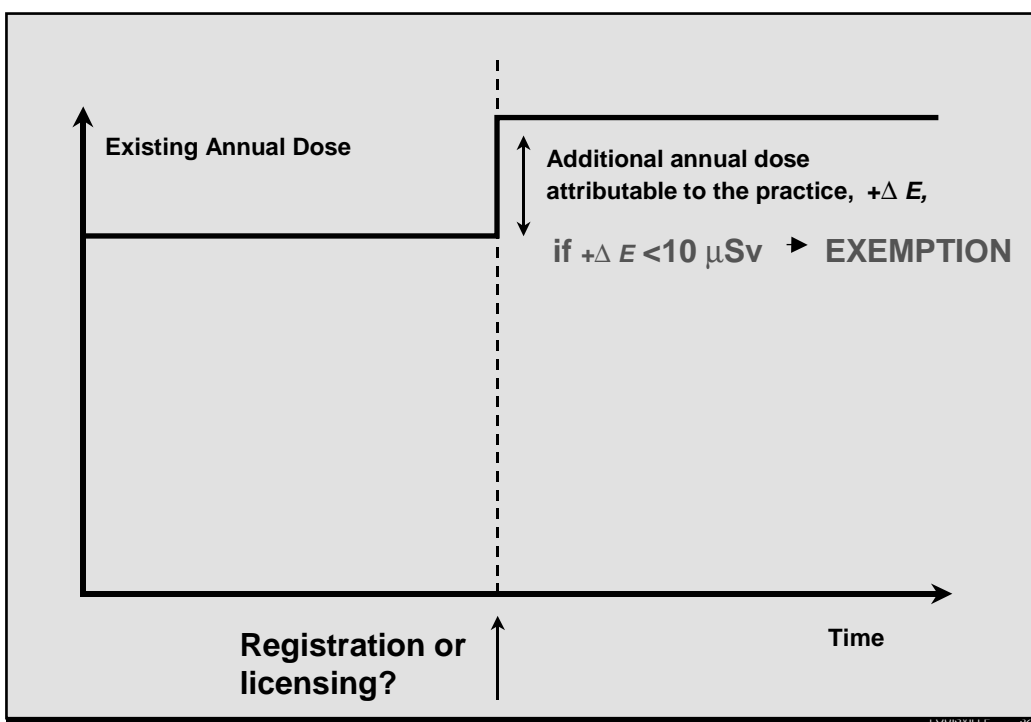 Existing Annual Dose
Additional annual dose
attributable to the practice, +Δ E,
if +Δ E <10 μSv ➤ EXEMPTION
Time
Registration or
licensing?